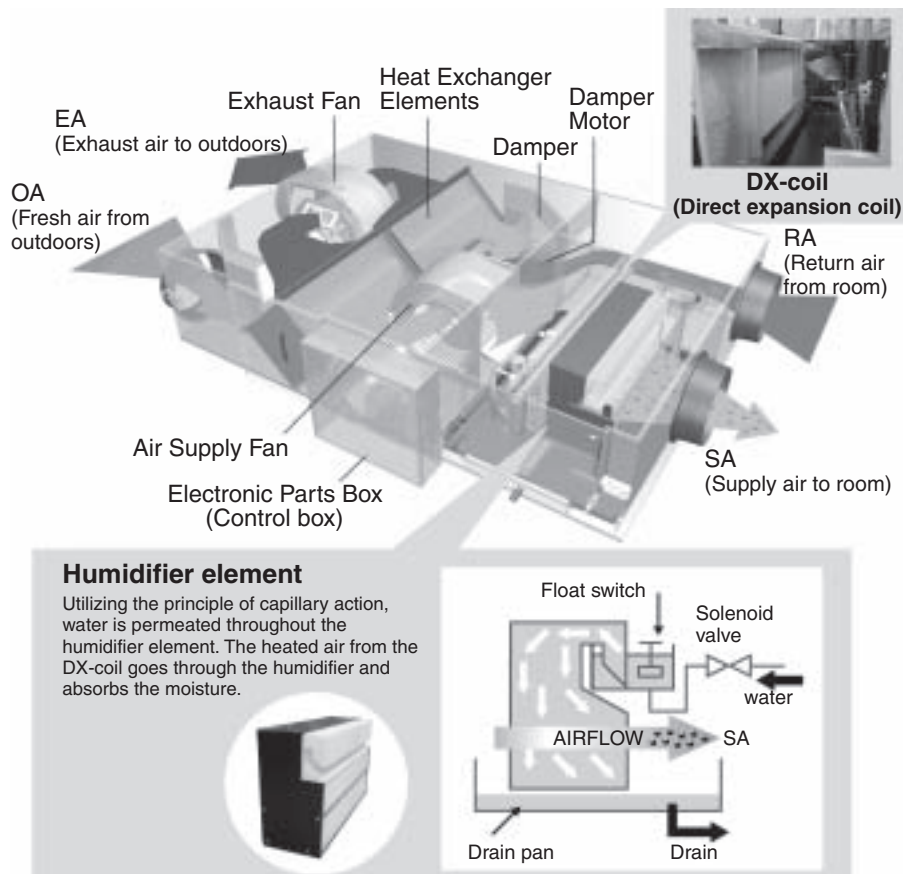 EA
(Exhaust air to outdoors)
Exhaust Fan
Heat Exchanger
Elements
Damper
Motor
Damper
OA
(Fresh air from
outdoors)
DX-coil
(Direct expansion coil)
RA
(Return air
from room)
Air Supply Fan
Electronic Parts Box
(Control box)
SA
(Supply air to room)
Humidifier element
Utilizing the principle of capillary action,
water is permeated throughout the
humidifier element. The heated air from the
DX-coil goes through the humidifier and
absorbs the moisture.
Float switch
Solenoid
valve
water
AIRFLOW
SA
Drain pan
Drain